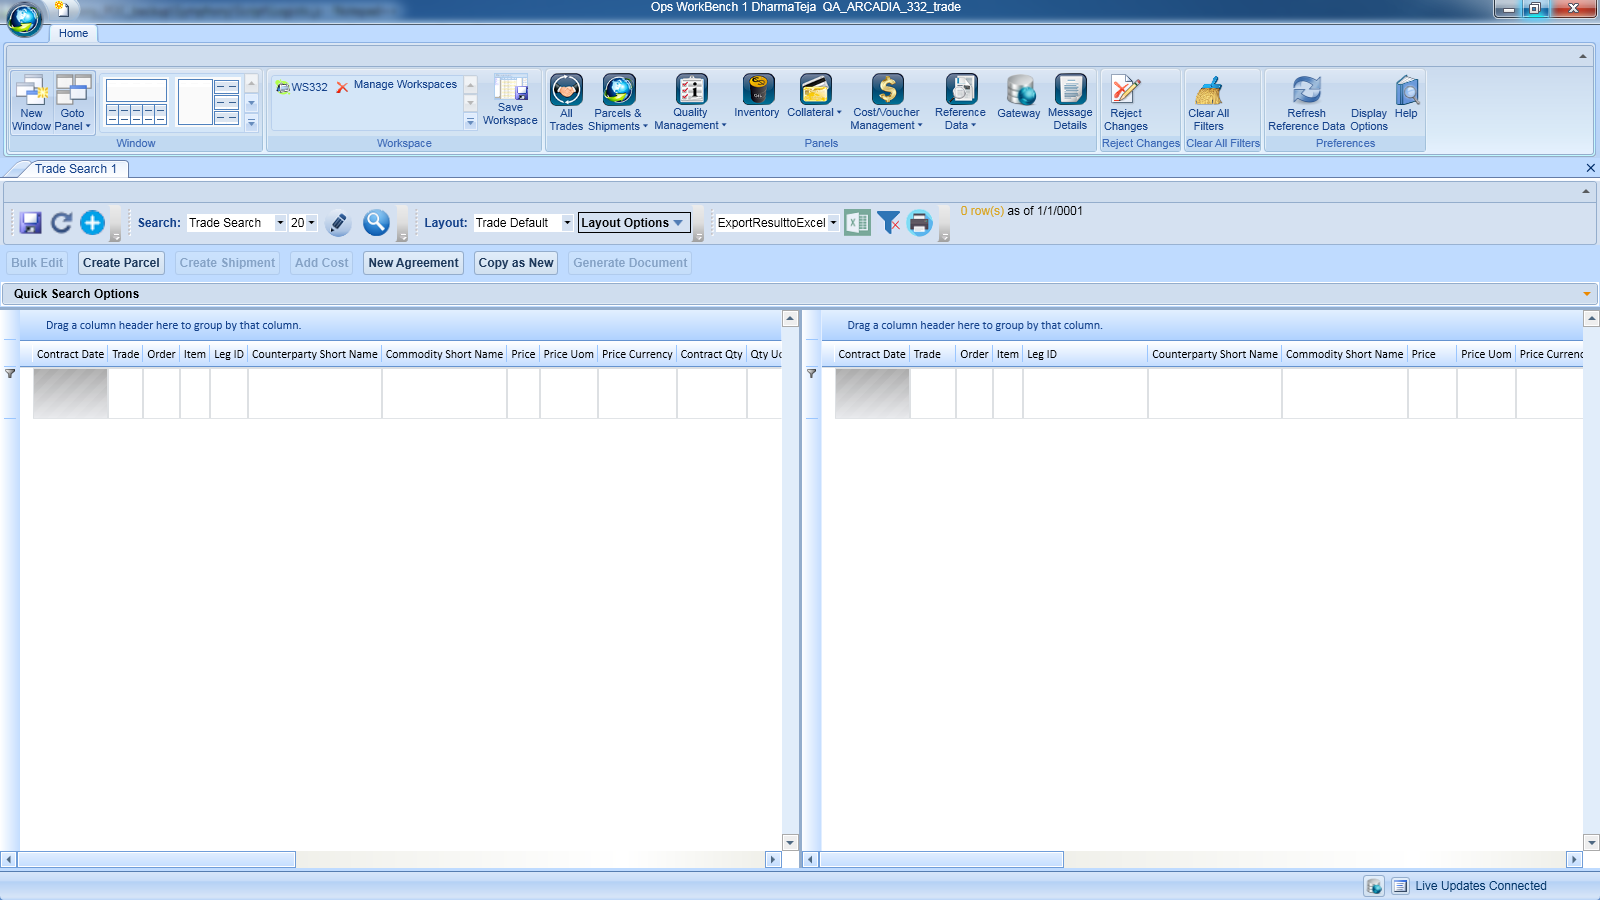 Ops WorkBench 1 DharmaTeja  QA_ARCADIA_332_trade
Home
New Window
Goto Panel
Window
WS332
Manage Workspaces
Save Workspace
Workspace
All Trades
Parcels & Shipments
Quality Management
Inventory
Collateral
Cost/Voucher Management
Reference Data
Gateway
Message Details
Panels
Reject Changes
Reject Changes
Clear All Filters
Clear All Filters
Refresh Reference Data
Display Options
Help
Preferences
Trade Search 1
Search: Trade Search 20
Layout: Trade Default
Layout Options
ExportResulttoExcel
0 row(s) as of 1/1/0001
Bulk Edit
Create Parcel
Create Shipment
Add Cost
New Agreement
Copy as New
Generate Document
Quick Search Options
Drag a column header here to group by that column.
Contract Date Trade Order Item Leg ID Counterparty Short Name Commodity Short Name Price Price Uom Price Currency Contract Qty Qty Uo
Drag a column header here to group by that column.
Contract Date Trade Order Item Leg ID Counterparty Short Name Commodity Short Name Price Price Uom Price Currenc
Live Updates Connected